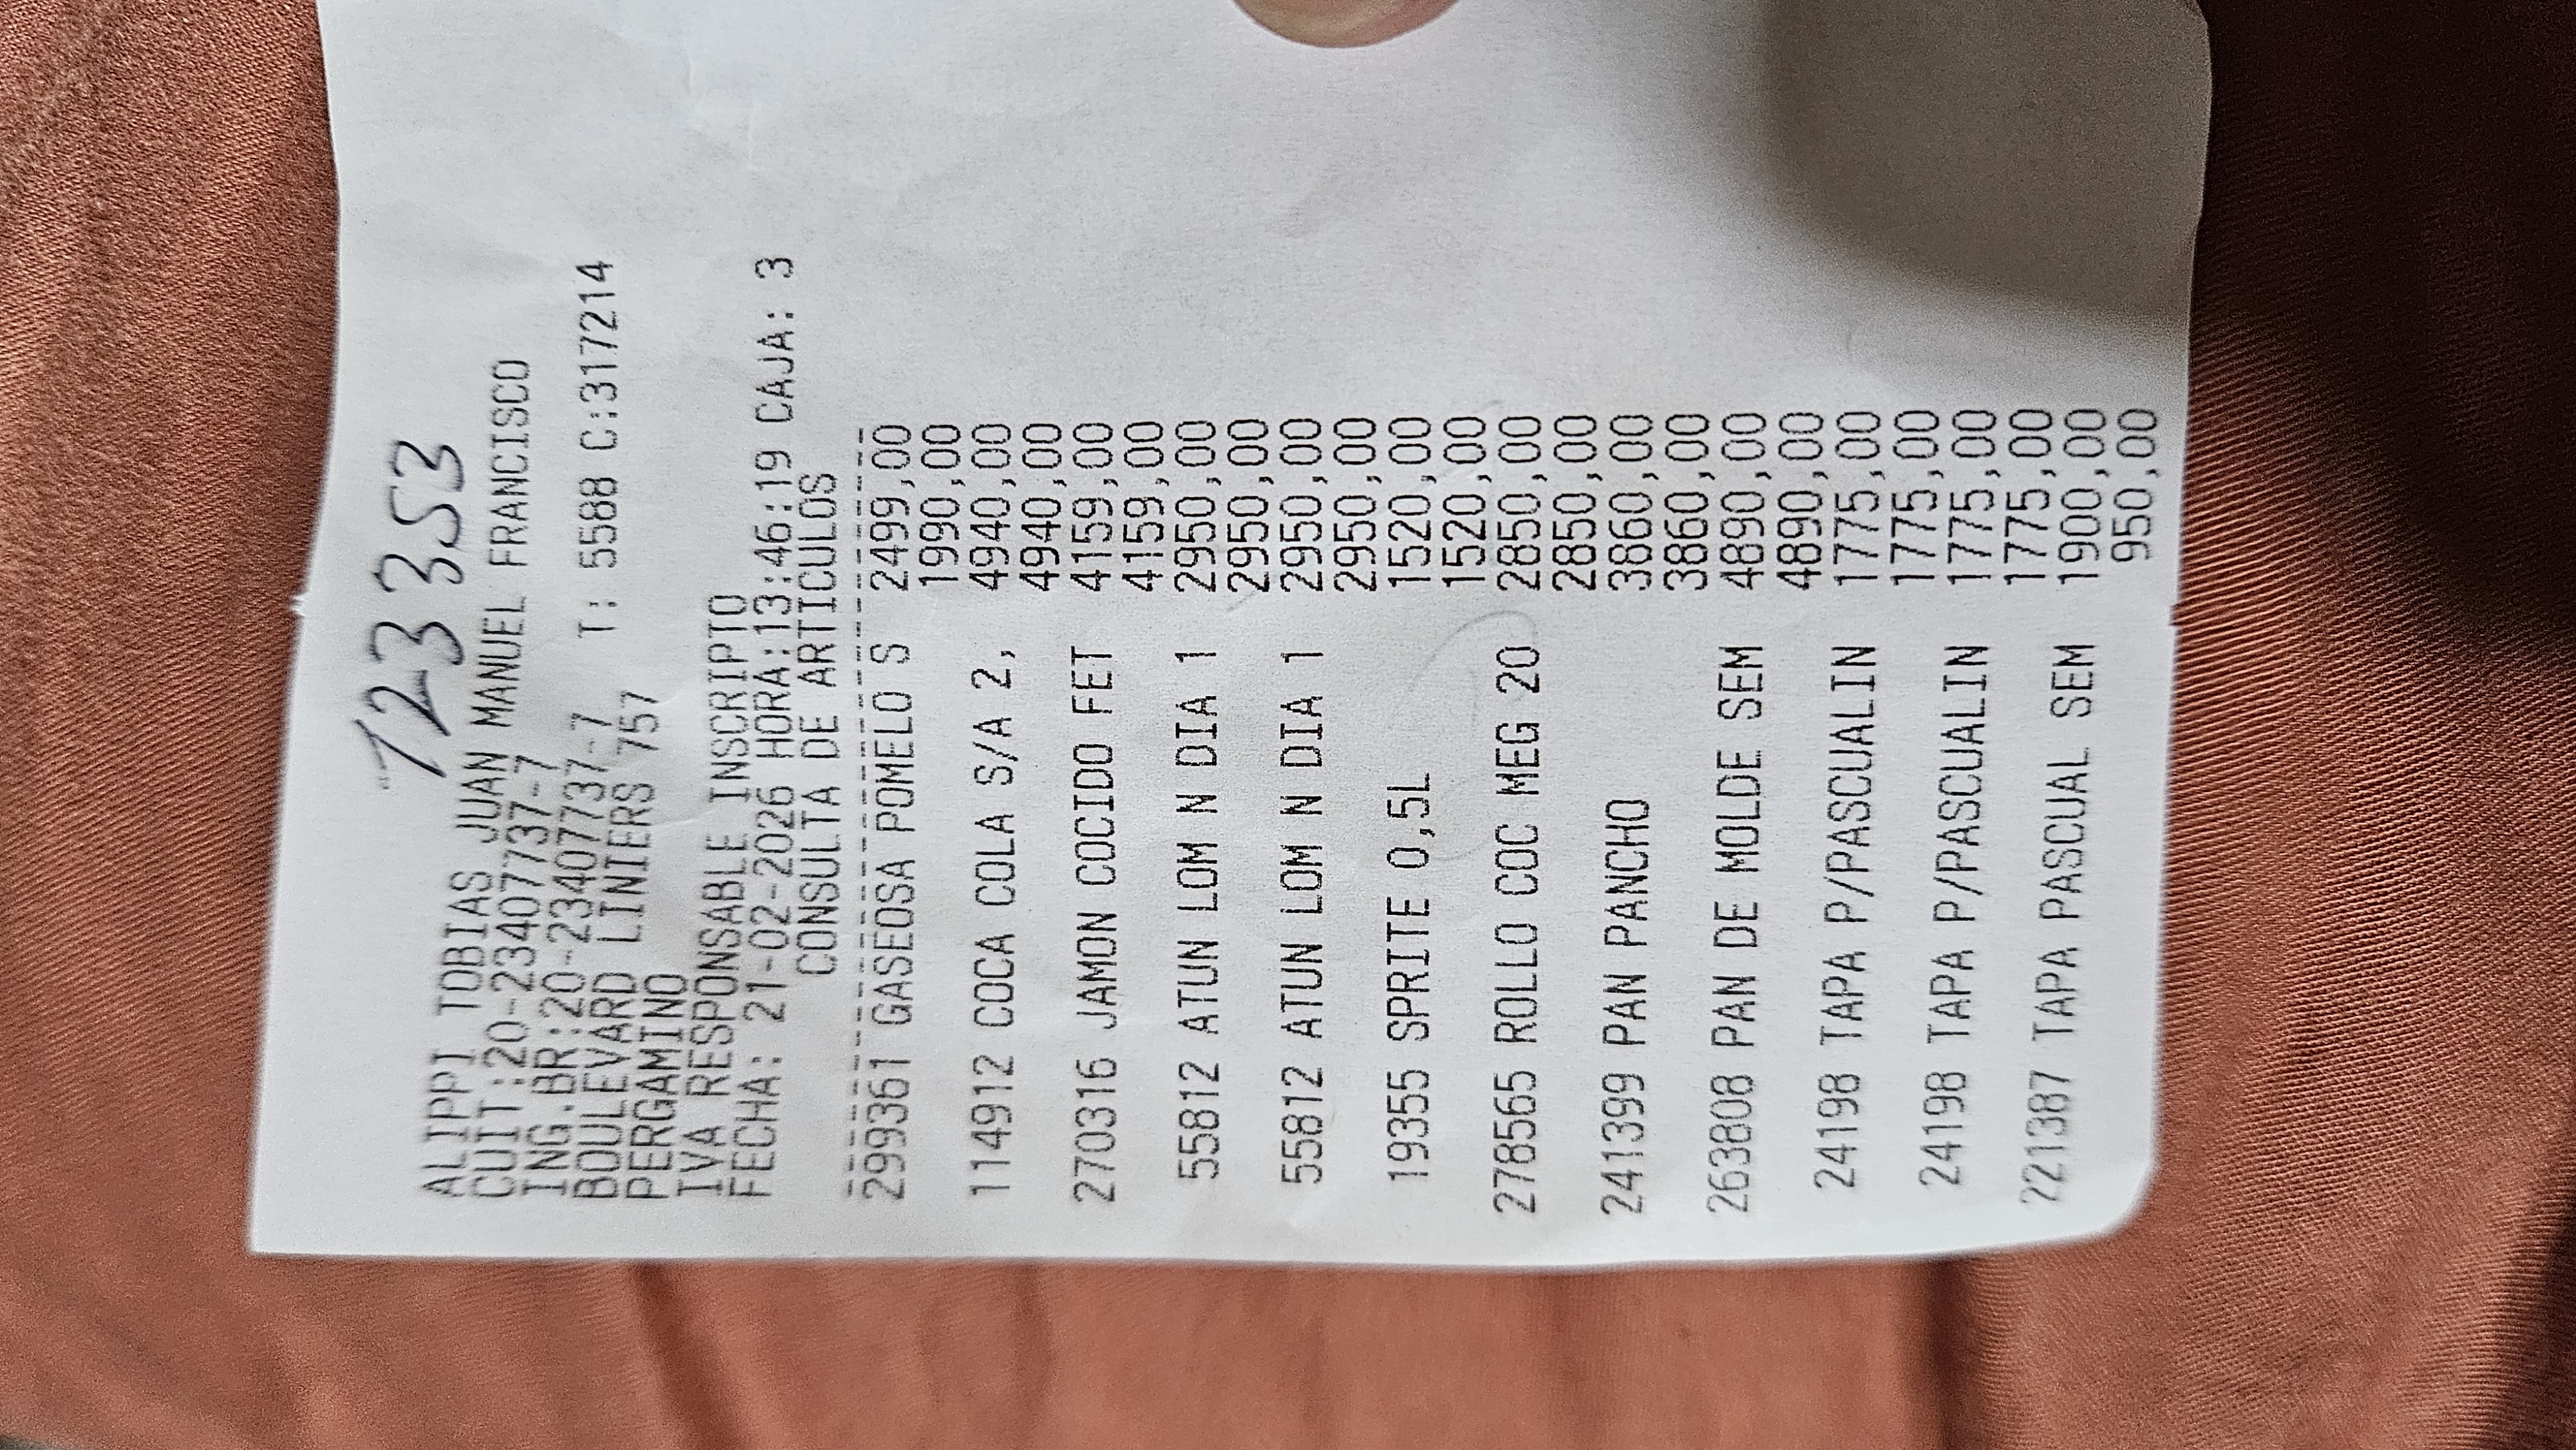 723353
ALIPPI TOBIAS JUAN MANUEL FRANCISCO
CUIT:20-23407737-7
ING.BR:20-23407737-7
BOULEVARD LINIERS 757 T: 5588 C:317214
PERGAMINO
IVA RESPONSABLE INSCRIPTO
FECHA: 21-02-2026 HORA:13:46:19 CAJA: 3
CONSULTA DE ARTICULOS
299361 GASEOSA POMELO S 2499,00
1990,00
114912 COCA COLA S/A 2, 4940,00
4940,00
270316 JAMON COCIDO FET 4159,00
4159,00
55812 ATUN LOM N DIA 1 2950,00
2950,00
55812 ATUN LOM N DIA 1 2950,00
2950,00
19355 SPRITE 0,5L 1520,00
1520,00
278565 ROLLO COC MEG 20 2850,00
2850,00
241399 PAN PANCHO 3860,00
3860,00
263808 PAN DE MOLDE SEM 4890,00
4890,00
24198 TAPA P/PASCUALIN 1775,00
1775,00
24198 TAPA P/PASCUALIN 1775,00
1775,00
221387 TAPA PASCUAL SEM 1900,00
950,00